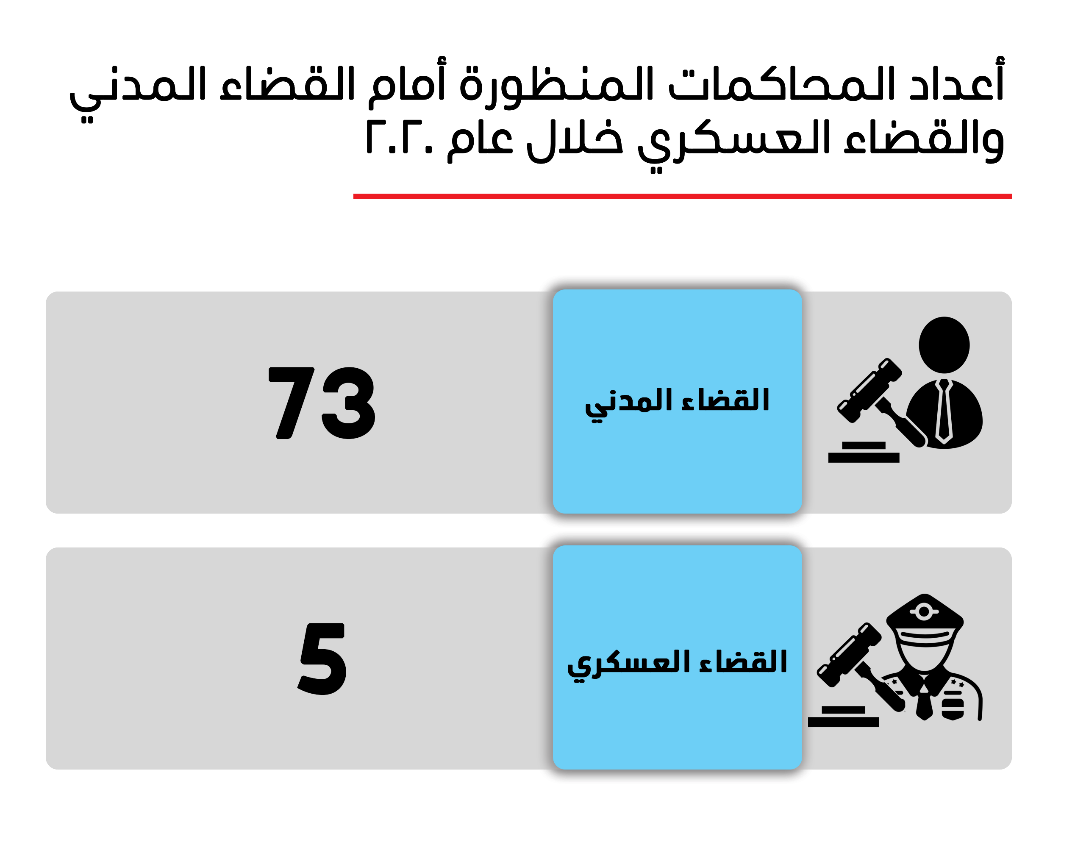 أعداد المحاكمات المنظورة أمام القضاء المدني
والقضاء العسكري خلال عام ٢٠٢٠
القضاء المدني
73
القضاء العسكري
5